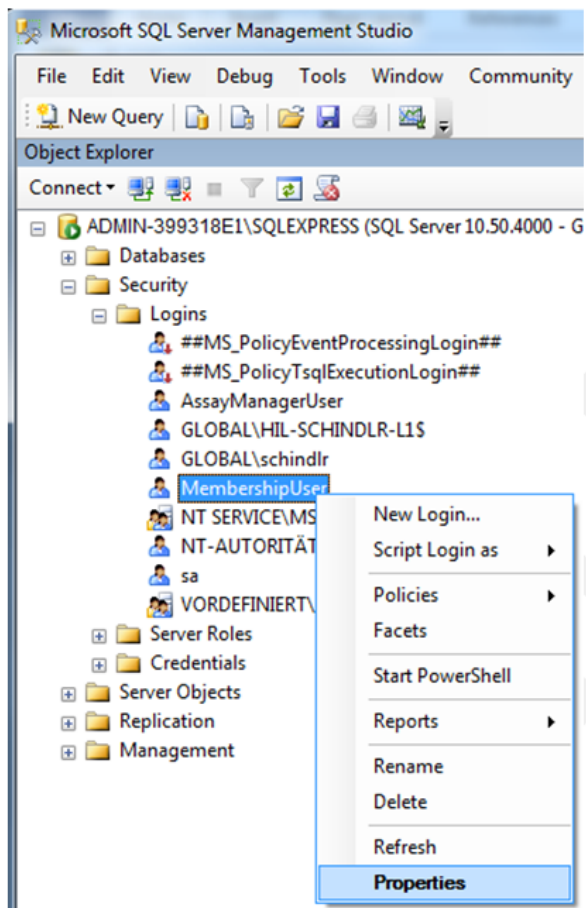 Microsoft SQL Server Management Studio
File Edit View Debug Tools Window Community
New Query
Object Explorer
Connect
ADMIN-399318E1\SQLEXPRESS (SQL Server 10.50.4000 - G
Databases
Security
Logins
##MS_PolicyEventProcessingLogin##
##MS_PolicyTsqlExecutionLogin##
AssayManagerUser
GLOBAL\HIL-SCHINDLR-L1$
GLOBAL\schindlr
MembershipUser
NT SERVICE\MS
NT-AUTORITÄT
sa
VORDEFINIERT\
Server Roles
Credentials
Server Objects
Replication
Management
New Login...
Script Login as
Policies
Facets
Start PowerShell
Reports
Rename
Delete
Refresh
Properties